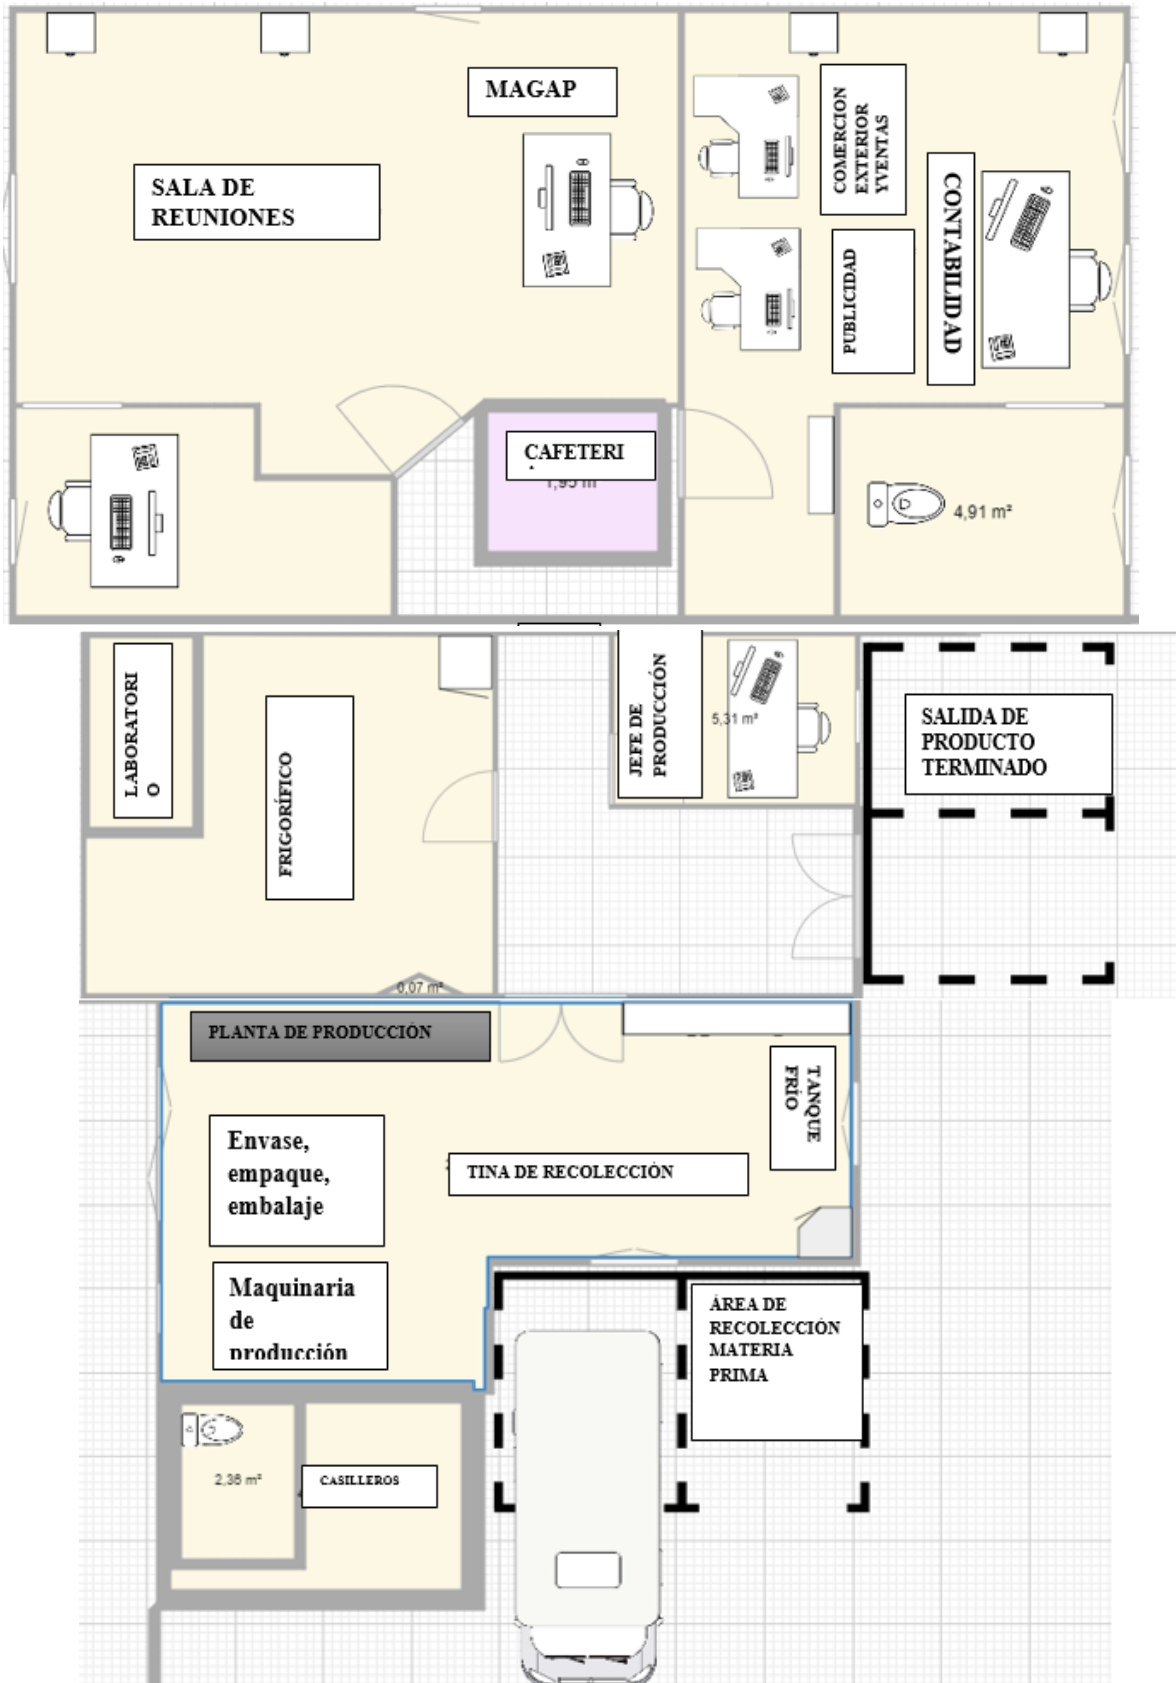 MAGAP
SALA DE
REUNIONES
COMERCION
EXTERIOR
YVENTAS
CONTABILIDAD
PUBLICIDAD
CAFETERI
1,95 m
4,91 m²
LABORATORI
O
FRIGORÍFICO
JEFE DE
PRODUCCIÓN
5,31 m²
SALIDA DE
PRODUCTO
TERMINADO
0,07 m²
PLANTA DE PRODUCCIÓN
TANQUE
FRÍO
Envase,
empaque,
embalaje
TINA DE RECOLECCIÓN
Maquinaria
de
producción
ÁREA DE
RECOLECCIÓN
MATERIA
PRIMA
2,36 m²
CASILLEROS